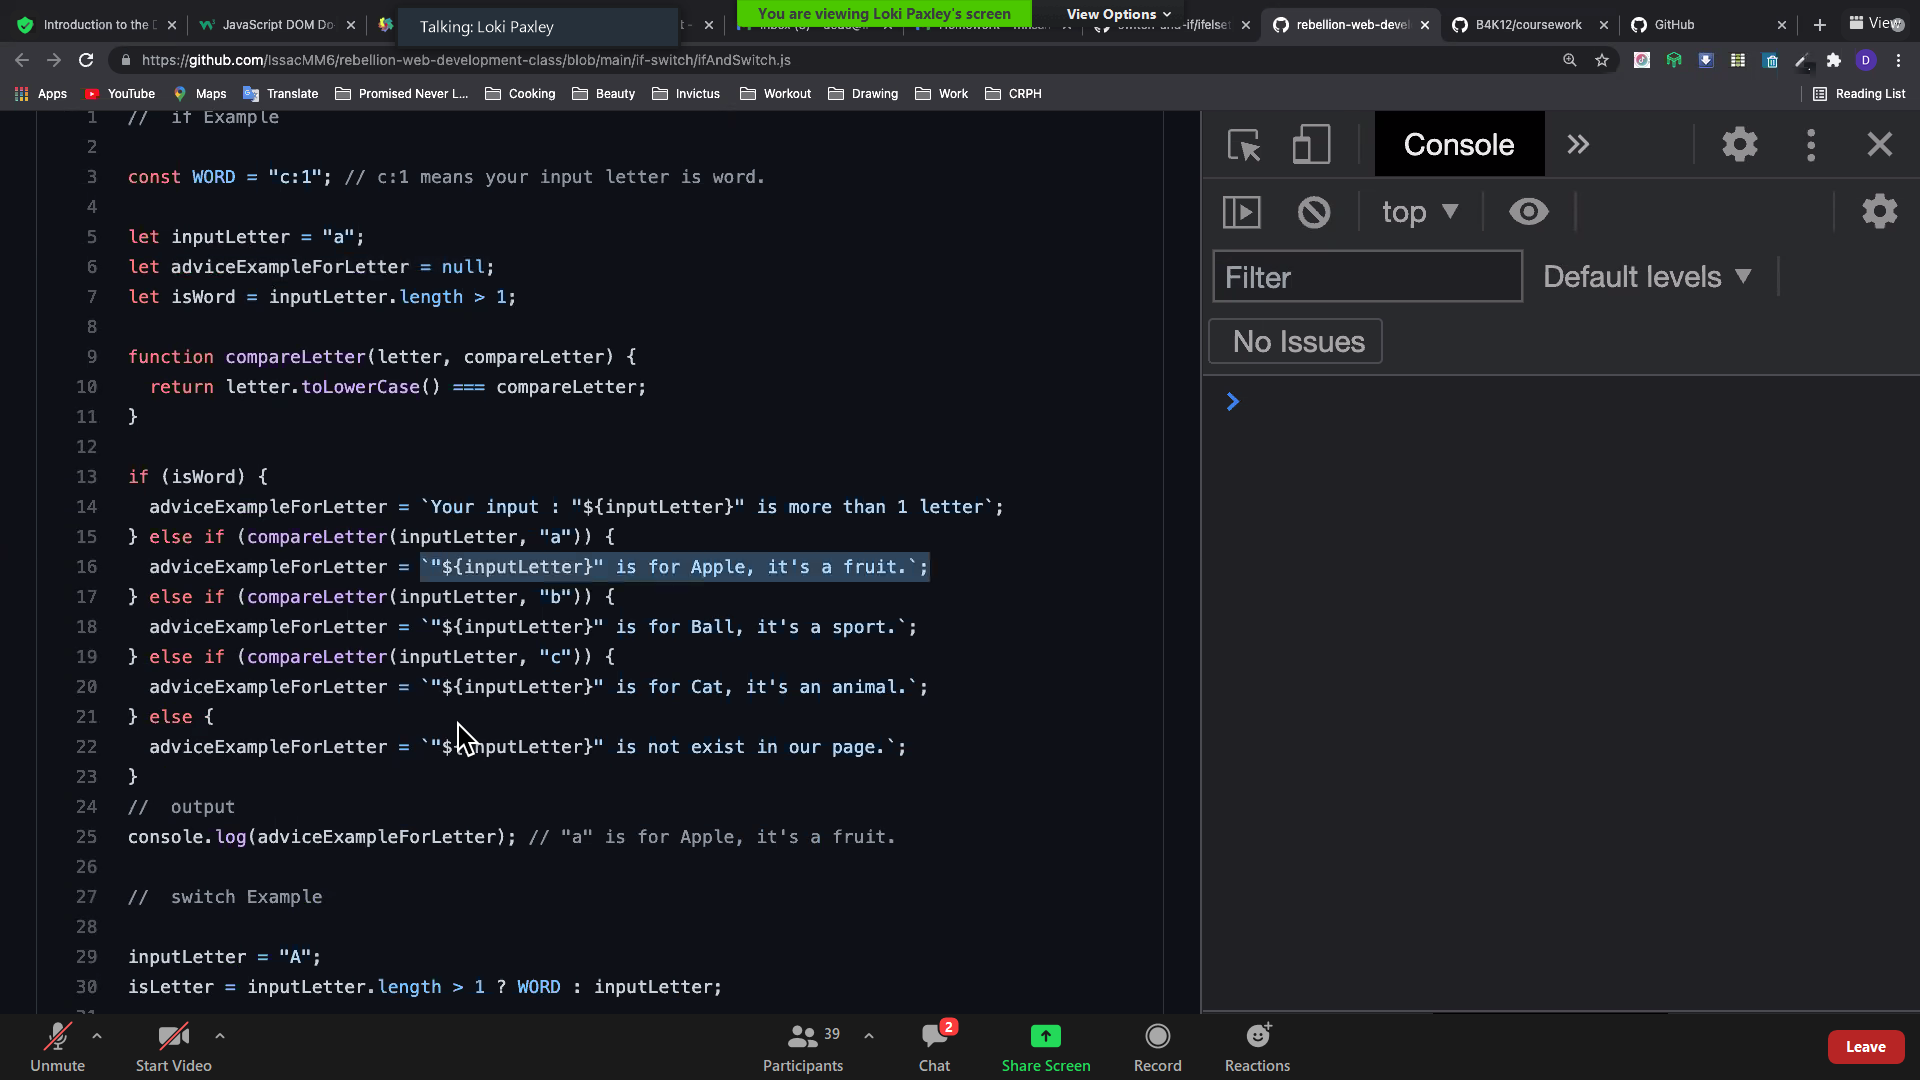 Introduction to the
JavaScript DOM Do
Talking: Loki Paxley
You are viewing Loki Paxley's screen
View Options
rebellion-web-devel
B4K12/coursework
GitHub
View
https://github.com/IssacMM6/rebellion-web-development-class/blob/main/if-switch/ifAndSwitch.js
D
Apps
YouTube
Maps
Translate
Promised Never L...
Cooking
Beauty
Invictus
Workout
Drawing
Work
CRPH
Reading List
1 // if Example
2
3 const WORD = "c:1"; // c:1 means your input letter is word.
4
5 let inputLetter = "a";
6 let adviceExampleForLetter = null;
7 let isWord = inputLetter.length > 1;
8
9 function compareLetter(letter, compareLetter) {
10 return letter.toLowerCase() === compareLetter;
11 }
12
13 if (isWord) {
14 adviceExampleForLetter = `Your input : "${inputLetter}" is more than 1 letter`;
15 } else if (compareLetter(inputLetter, "a")) {
16 adviceExampleForLetter = `"${inputLetter}" is for Apple, it's a fruit.`;
17 } else if (compareLetter(inputLetter, "b")) {
18 adviceExampleForLetter = `"${inputLetter}" is for Ball, it's a sport.`;
19 } else if (compareLetter(inputLetter, "c")) {
20 adviceExampleForLetter = `"${inputLetter}" is for Cat, it's an animal.`;
21 } else {
22 adviceExampleForLetter = `"${inputLetter}" is not exist in our page.`;
23 }
24 // output
25 console.log(adviceExampleForLetter); // "a" is for Apple, it's a fruit.
26
27 // switch Example
28
29 inputLetter = "A";
30 isLetter = inputLetter.length > 1 ? WORD : inputLetter;
Console
top
Filter
Default levels
No Issues
Unmute
Start Video
Participants
39
Chat
2
Share Screen
Record
Reactions
Leave